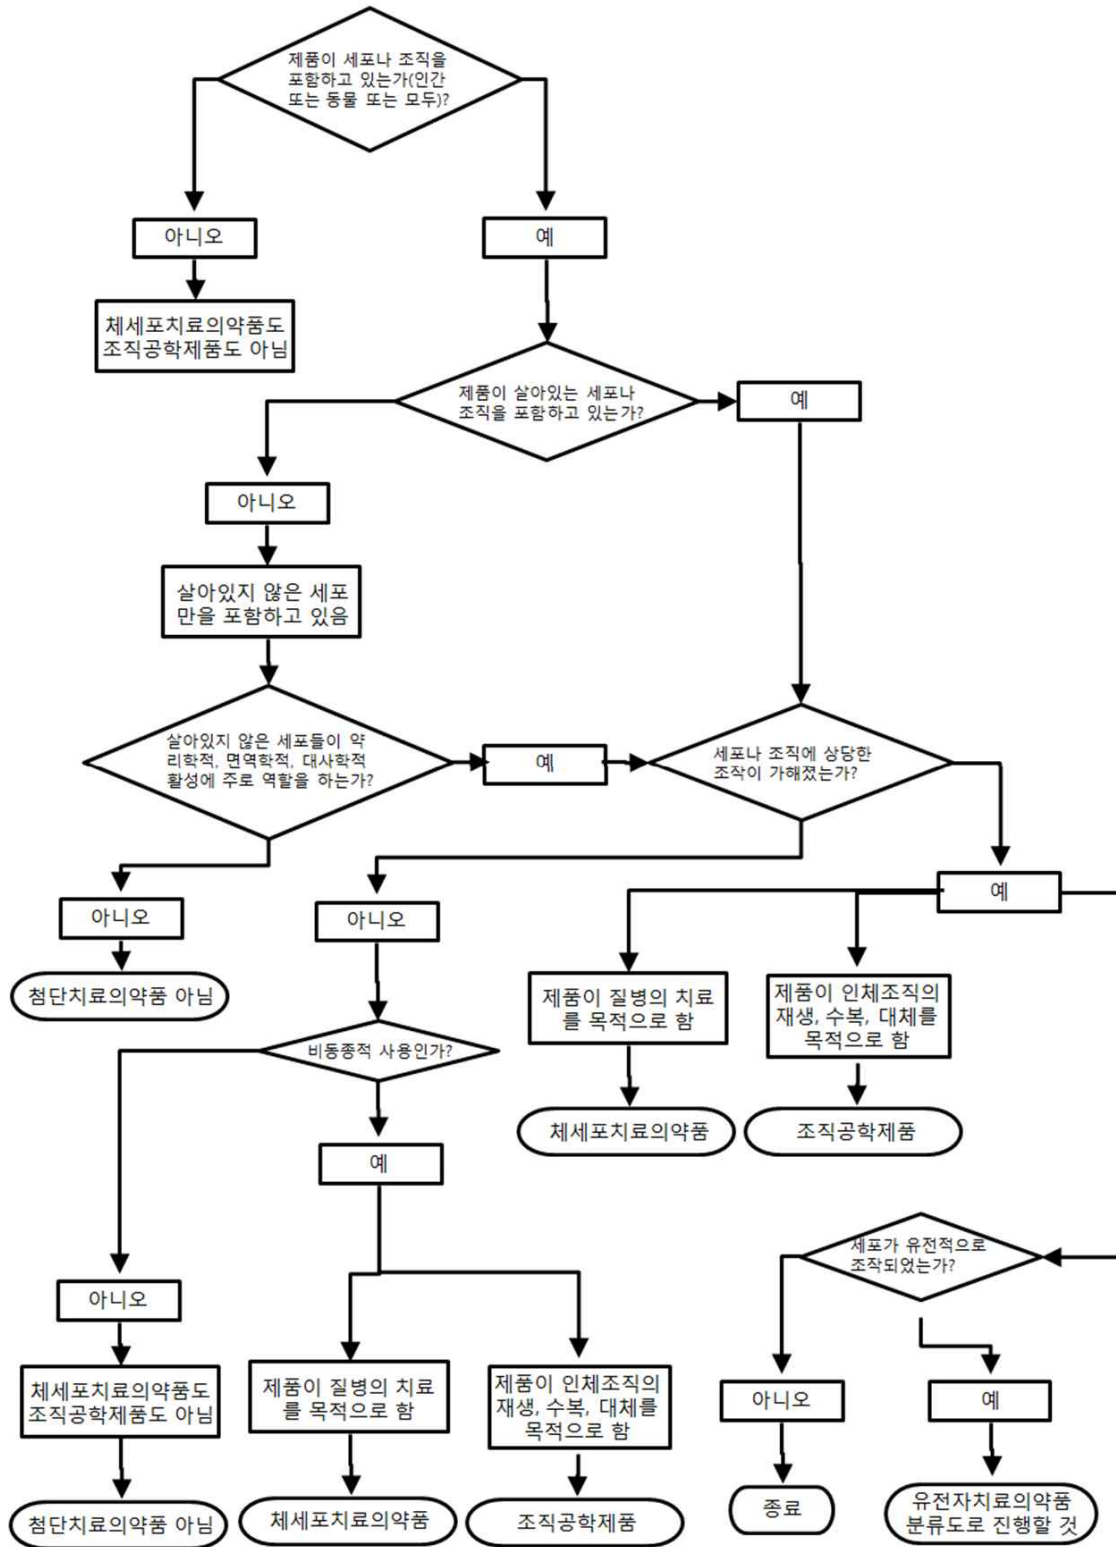 제품이 세포나 조직을
포함하고 있는가(인간
또는 동물 또는 모두)?
아니오
예
체세포치료의약품도
조직공학제품도 아님
제품이 살아있는 세포나
조직을 포함하고 있는가?
예
아니오
살아있지 않은 세포
만을 포함하고 있음
살아있지 않은 세포들이 약
리학적, 면역학적, 대사학적
활성에 주로 역할을 하는가?
예
세포나 조직에 상당한
조작이 가해졌는가?
예
아니오
아니오
첨단치료의약품 아님
제품이 질병의 치료
를 목적으로 함
제품이 인체조직의
재생, 수복, 대체를
목적으로 함
비동종적 사용인가?
체세포치료의약품
조직공학제품
예
세포가 유전적으로
조작되었는가?
아니오
체세포치료의약품도
조직공학제품도 아님
제품이 질병의 치료
를 목적으로 함
제품이 인체조직의
재생, 수복, 대체를
목적으로 함
아니오
예
첨단치료의약품 아님
체세포치료의약품
조직공학제품
종료
유전자치료의약품
분류도로 진행할 것